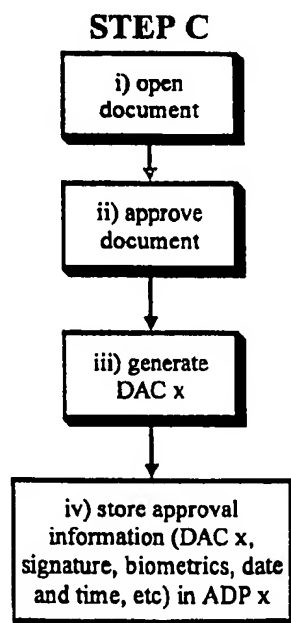 STEP C
i) open
document
ii) approve
document
iii) generate
DAC x
iv) store approval
information (DAC x,
signature, biometrics, date
and time, etc) in ADP x